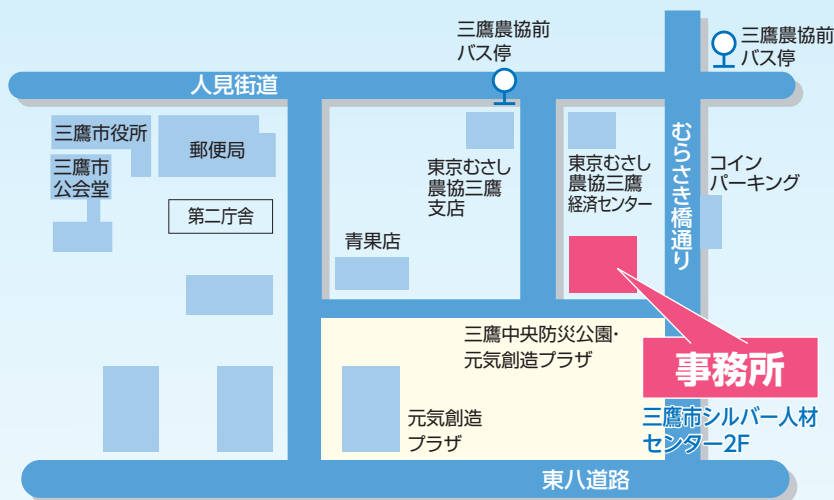 三鷹農協前
バス停
三鷹農協前
バス停
人見街道
三鷹市役所
郵便局
三鷹市
公会堂
第二庁舎
東京むさし
農協三鷹
支店
東京むさし
農協三鷹
経済センター
むらさき橋通り
コイン
パーキング
青果店
三鷹中央防災公園・
元気創造プラザ
事務所
三鷹市シルバー人材
センター2F
元気創造
プラザ
東八道路